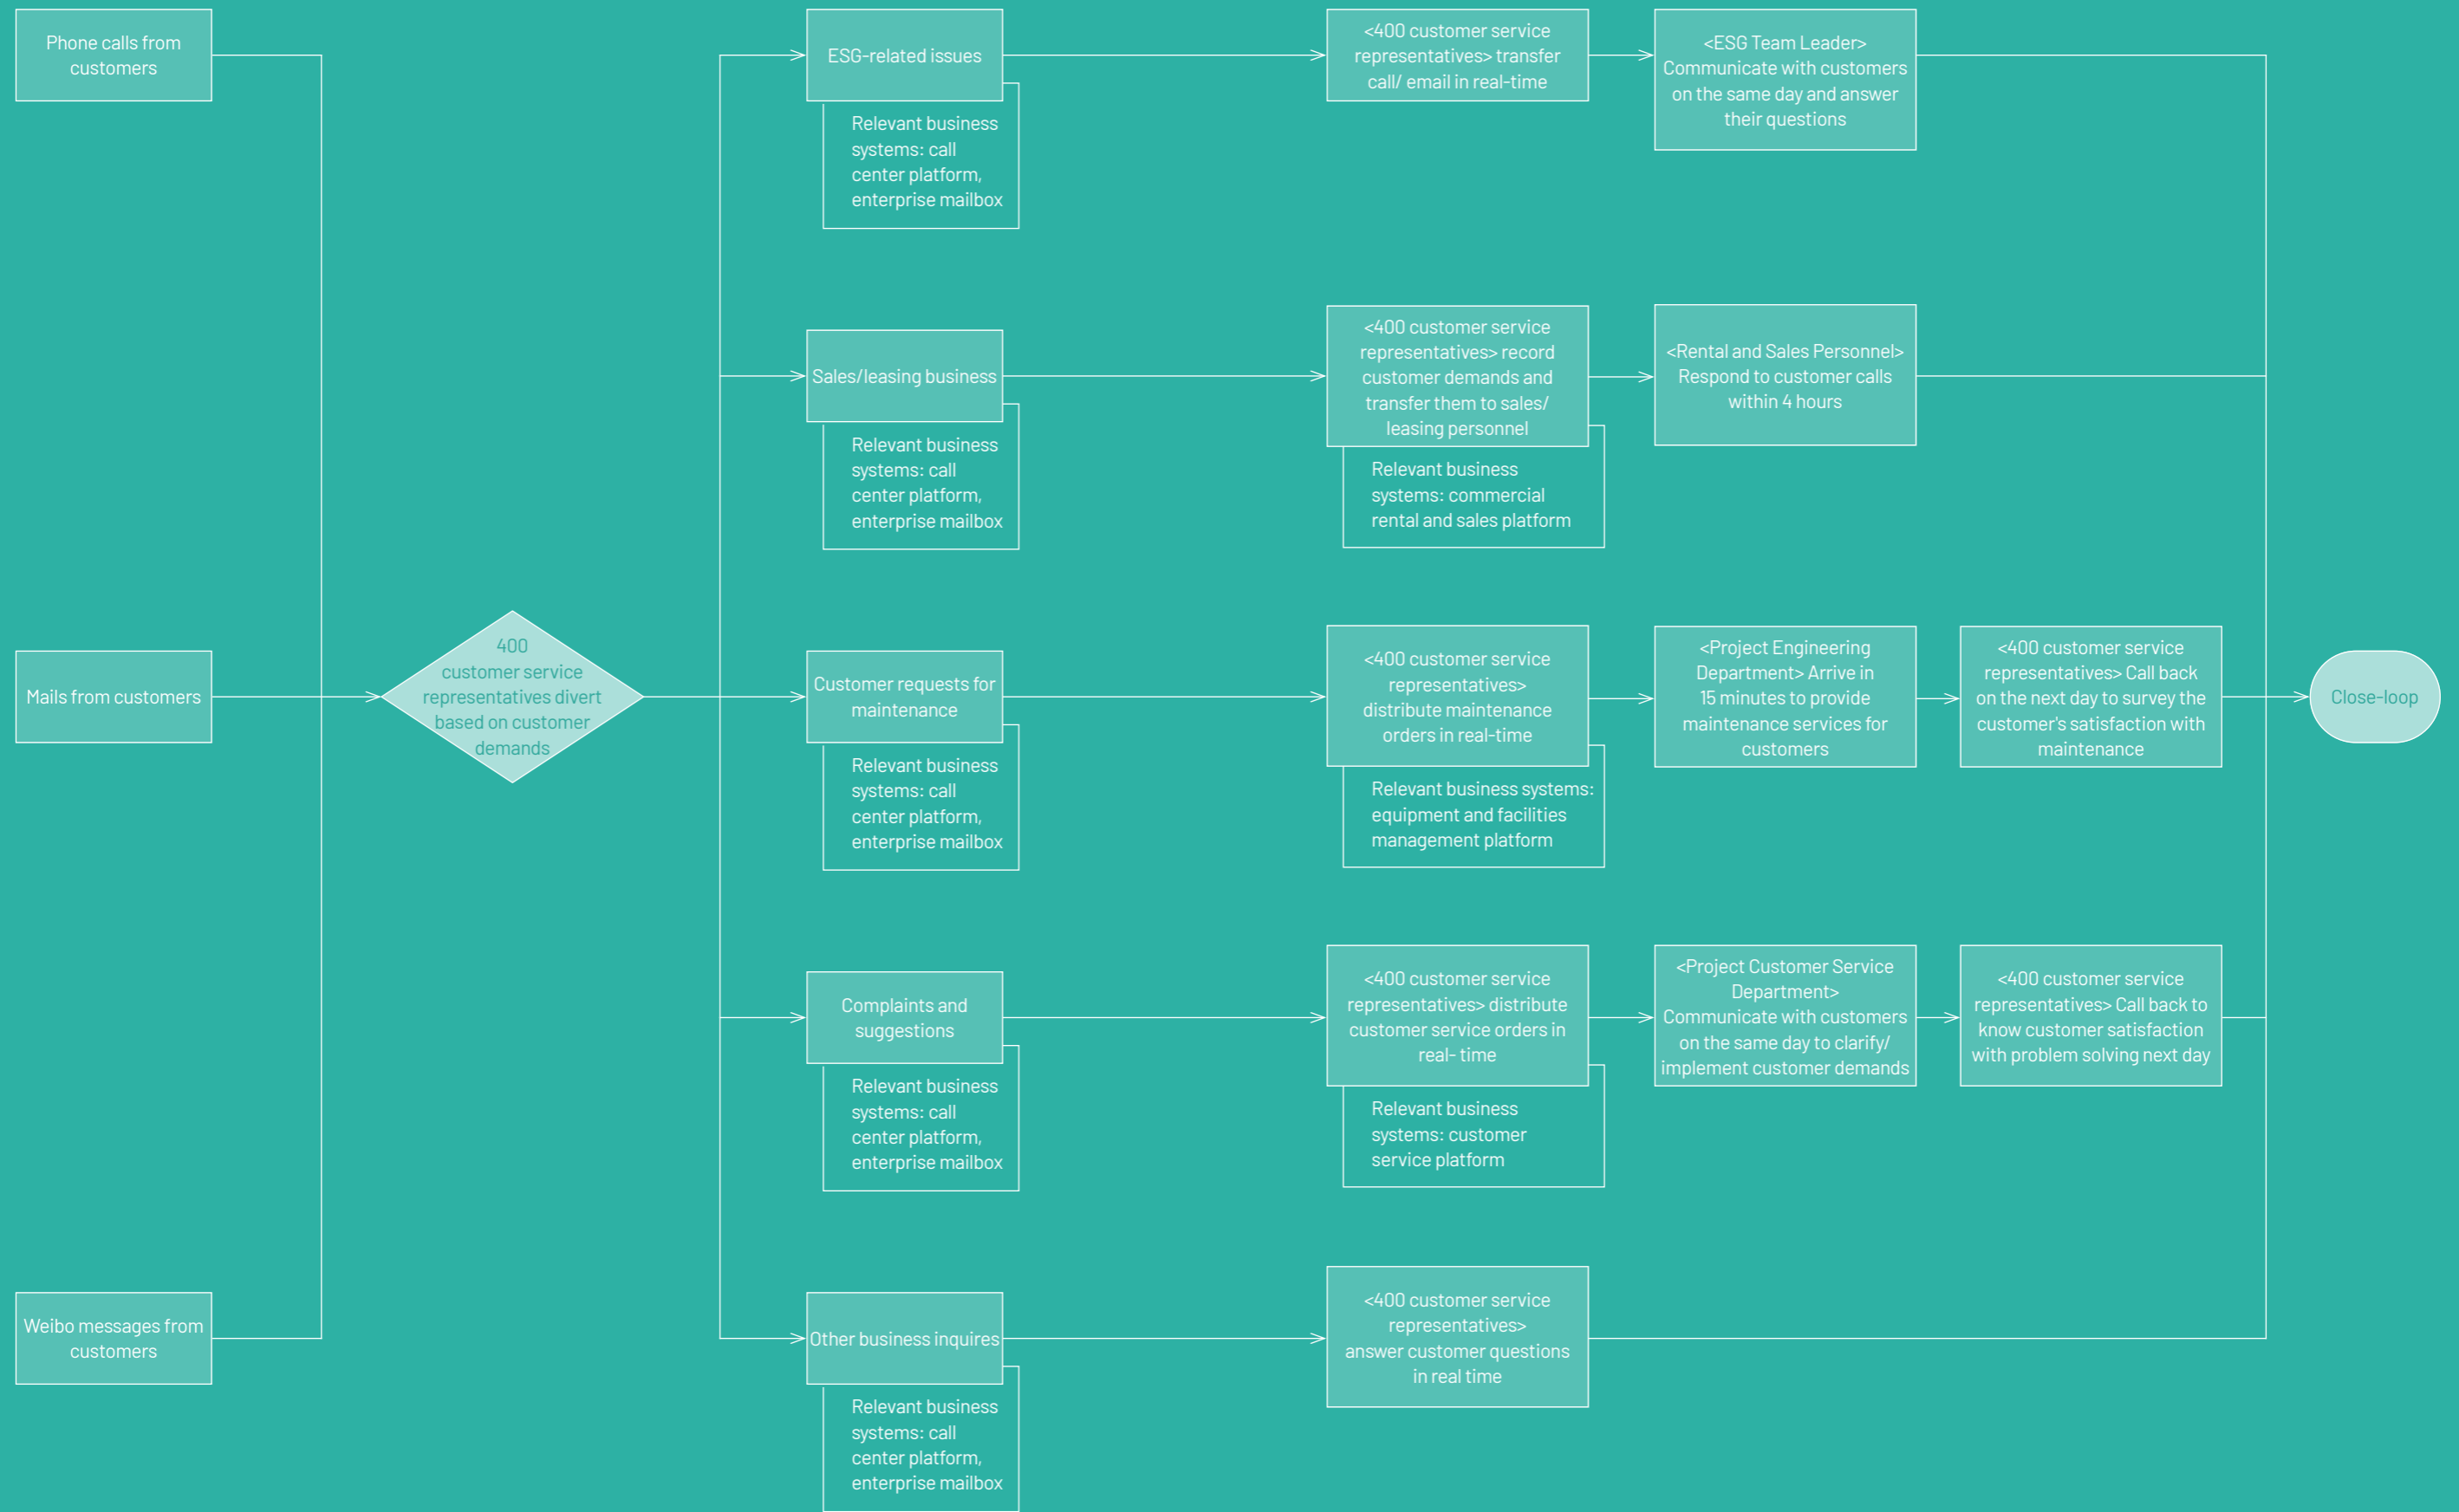 Phone calls from
customers
Mails from customers
Weibo messages from
customers
400
customer service
representatives divert
based on customer
demands
ESG-related issues
Relevant business
systems: call
center platform,
enterprise mailbox
<400 customer service
representatives> transfer
call/ email in real-time
<ESG Team Leader>
Communicate with customers
on the same day and answer
their questions
Sales/leasing business
Relevant business
systems: call
center platform,
enterprise mailbox
<400 customer service
representatives> record
customer demands and
transfer them to sales/
leasing personnel
Relevant business
systems: commercial
rental and sales platform
<Rental and Sales Personnel>
Respond to customer calls
within 4 hours
Customer requests for
maintenance
Relevant business
systems: call
center platform,
enterprise mailbox
<400 customer service
representatives>
distribute maintenance
orders in real-time
Relevant business systems:
equipment and facilities
management platform
<Project Engineering
Department> Arrive in
15 minutes to provide
maintenance services for
customers
<400 customer service
representatives> Call back
on the next day to survey the
customer's satisfaction with
maintenance
Close-loop
Complaints and
suggestions
Relevant business
systems: call
center platform,
enterprise mailbox
<400 customer service
representatives> distribute
customer service orders in
real- time
Relevant business
systems: customer
service platform
<Project Customer Service
Department>
Communicate with customers
on the same day to clarify/
implement customer demands
<400 customer service
representatives> Call back to
know customer satisfaction
with problem solving next day
Other business inquires
Relevant business
systems: call
center platform,
enterprise mailbox
<400 customer service
representatives>
answer customer questions
in real time